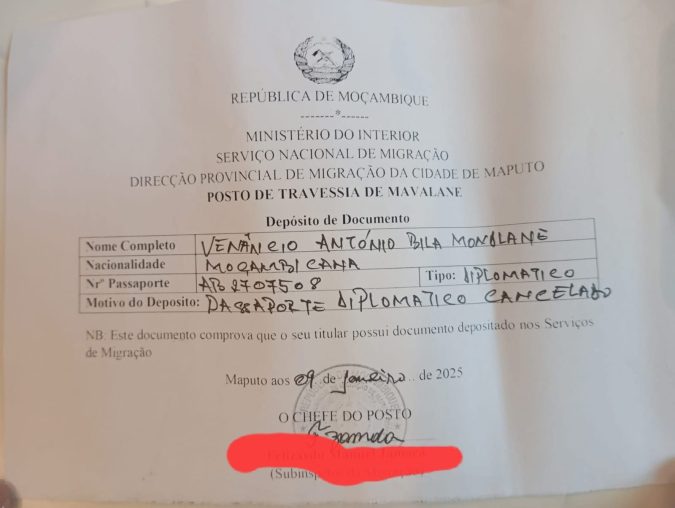 REPÚBLICA DE MOÇAMBIQUE
-------*------
MINISTÉRIO DO INTERIOR
SERVIÇO NACIONAL DE MIGRAÇÃO
DIRECÇÃO PROVINCIAL DE MIGRAÇÃO DA CIDADE DE MAPUTO
POSTO DE TRAVESSIA DE MAVALANE
Depósito de Documento
Nome Completo VENÂNCIO ANTÓNIO BILA MONDLANE
Nacionalidade MOÇAMBICANA
Nrº Passaporte AB2707508 Tipo: DIPLOMATICO
Motivo do Deposito: PASSAPORTE DIPLOMATICO CANCELADO
NB: Este documento comprova que o seu titular possui documento depositado nos Serviços
de Migração
Maputo aos 09 de Janeiro de 2025
O CHEFE DO POSTO